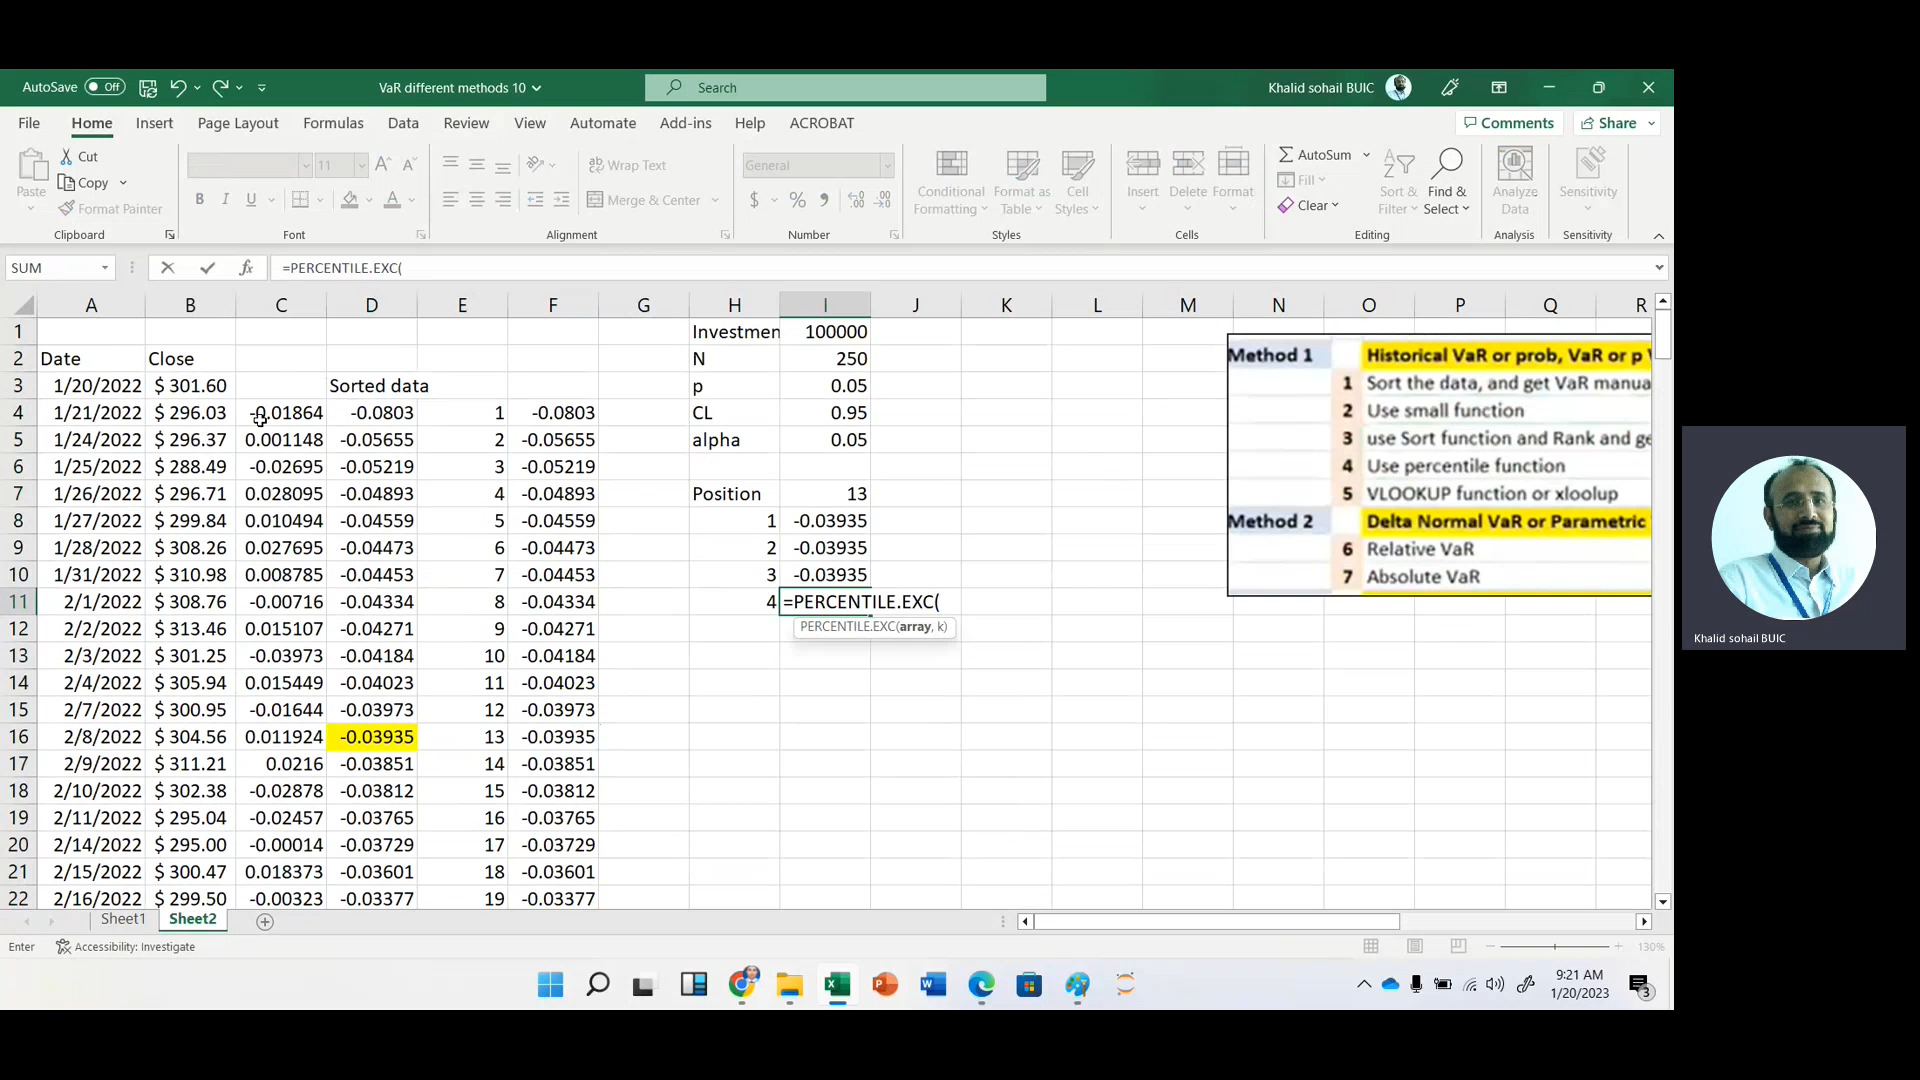 AutoSave Off
VaR different methods 10
Search
Khalid sohail BUIC
File Home Insert Page Layout Formulas Data Review View Automate Add-ins Help ACROBAT
Comments Share
Paste
Cut
Copy
Format Painter
Clipboard
11
B I U
Font
Wrap Text
Merge & Center
Alignment
General
$ %
Number
Conditional Formatting
Format as Table
Cell Styles
Styles
Insert Delete Format
Cells
AutoSum
Fill
Clear
Sort & Filter
Find & Select
Editing
Analyze Data
Analysis
Sensitivity
Sensitivity
SUM
fx
=PERCENTILE.EXC(
A B C D E F G H I J K L M N O P Q R
1 Investmen 100000
2 Date Close N 250
3 1/20/2022 $ 301.60 Sorted data p 0.05
4 1/21/2022 $ 296.03 -0.01864 -0.0803 1 -0.0803 CL 0.95
5 1/24/2022 $ 296.37 0.001148 -0.05655 2 -0.05655 alpha 0.05
6 1/25/2022 $ 288.49 -0.02695 -0.05219 3 -0.05219
7 1/26/2022 $ 296.71 0.028095 -0.04893 4 -0.04893 Position 13
8 1/27/2022 $ 299.84 0.010494 -0.04559 5 -0.04559 1 -0.03935
9 1/28/2022 $ 308.26 0.027695 -0.04473 6 -0.04473 2 -0.03935
10 1/31/2022 $ 310.98 0.008785 -0.04453 7 -0.04453 3 -0.03935
11 2/1/2022 $ 308.76 -0.00716 -0.04334 8 -0.04334 4 =PERCENTILE.EXC(
PERCENTILE.EXC(array, k)
12 2/2/2022 $ 313.46 0.015107 -0.04271 9 -0.04271
13 2/3/2022 $ 301.25 -0.03973 -0.04184 10 -0.04184
14 2/4/2022 $ 305.94 0.015449 -0.04023 11 -0.04023
15 2/7/2022 $ 300.95 -0.01644 -0.03973 12 -0.03973
16 2/8/2022 $ 304.56 0.011924 -0.03935 13 -0.03935
17 2/9/2022 $ 311.21 0.0216 -0.03851 14 -0.03851
18 2/10/2022 $ 302.38 -0.02878 -0.03812 15 -0.03812
19 2/11/2022 $ 295.04 -0.02457 -0.03765 16 -0.03765
20 2/14/2022 $ 295.00 -0.00014 -0.03729 17 -0.03729
21 2/15/2022 $ 300.47 0.018373 -0.03601 18 -0.03601
22 2/16/2022 $ 299.50 -0.00323 -0.03377 19 -0.03377
Method 1 Historical VaR or prob, VaR or p
1 Sort the data, and get VaR manua
2 Use small function
3 use Sort function and Rank and ge
4 Use percentile function
5 VLOOKUP function or xloolup
Method 2 Delta Normal VaR or Parametric
6 Relative VaR
7 Absolute VaR
Khalid sohail BUIC
Sheet1 Sheet2
Enter Accessibility: Investigate
130%
9:21 AM
1/20/2023
3